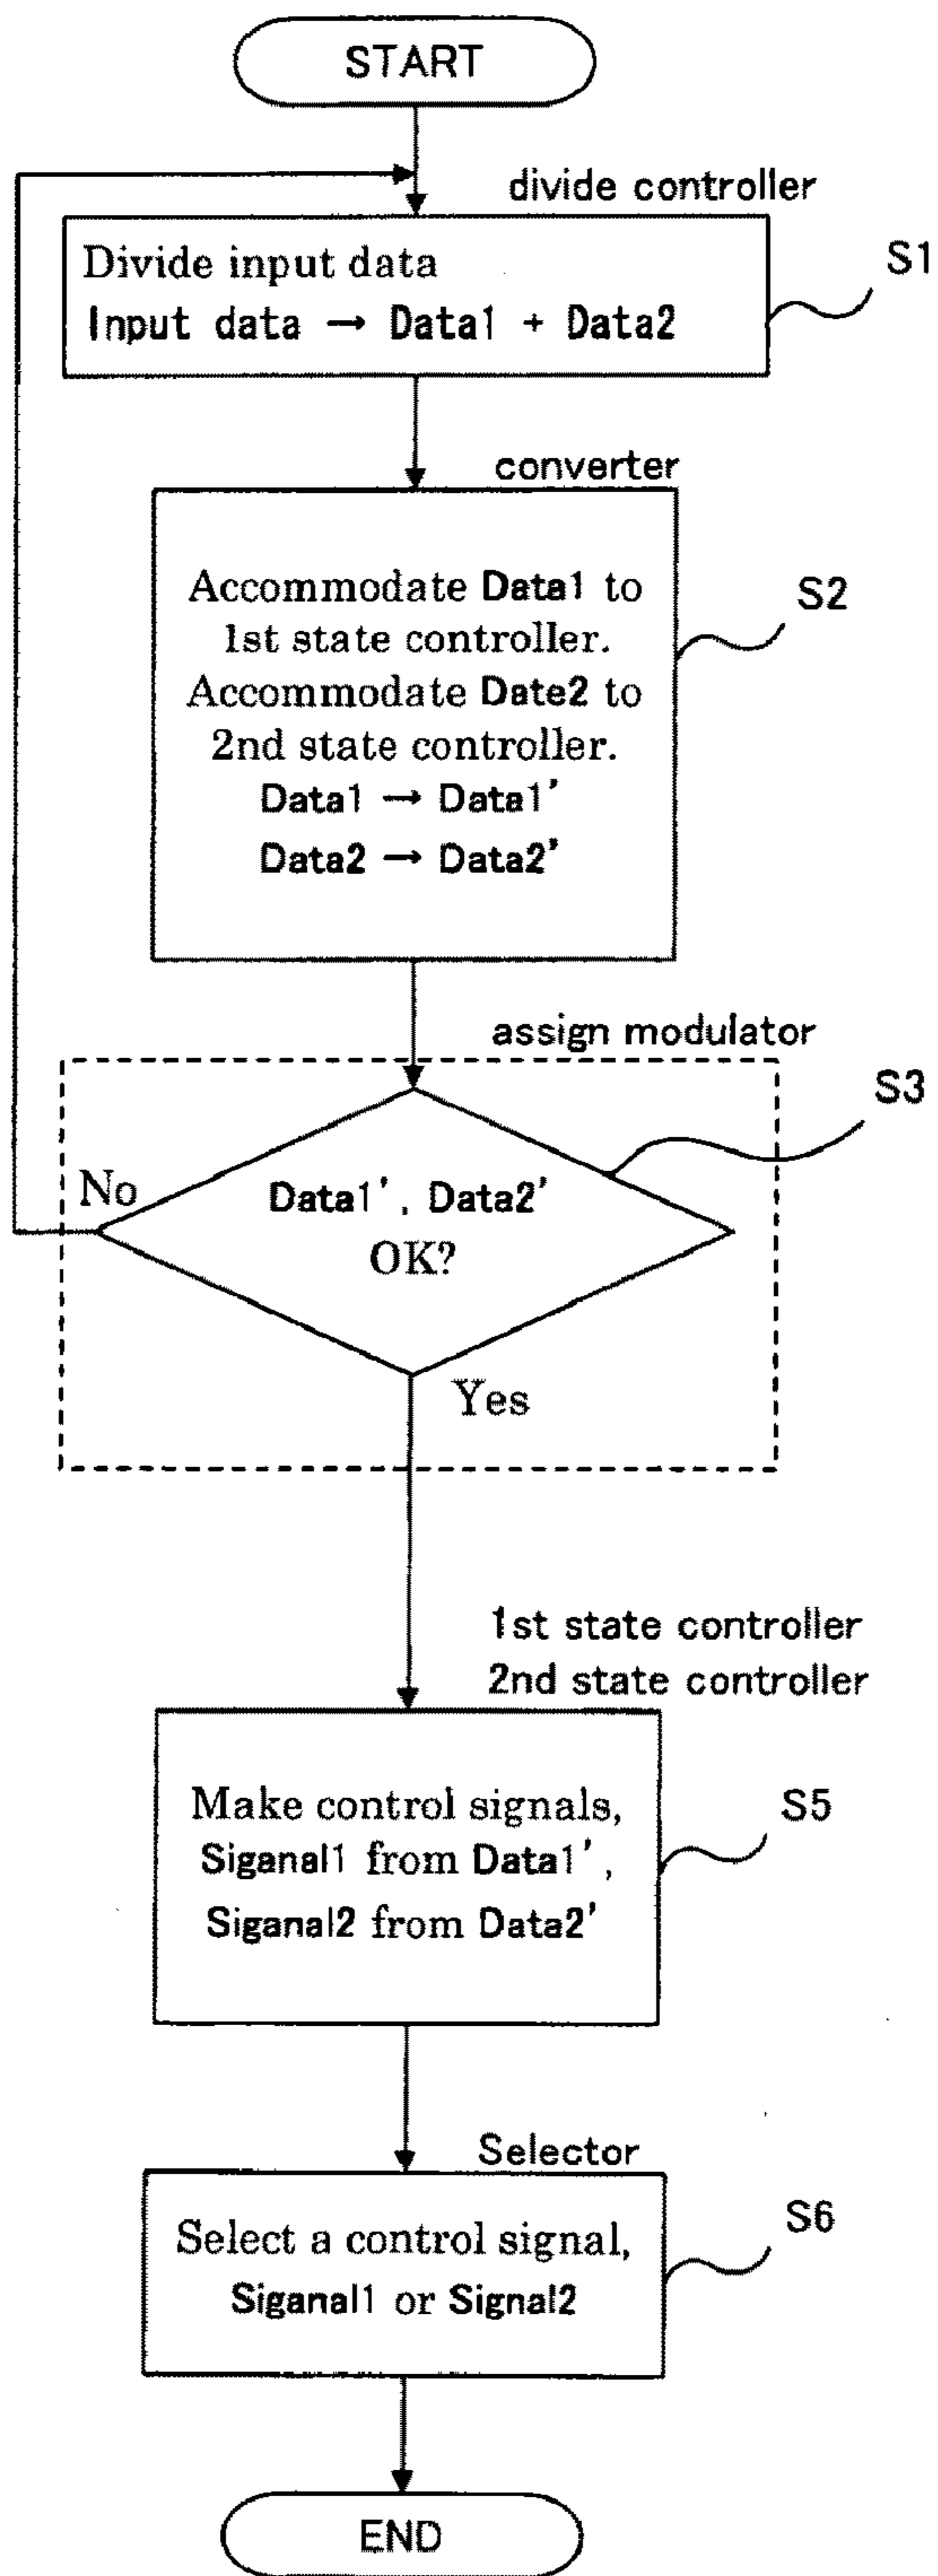 START
divide controller
Divide input data
Input data → Data1 + Data2
S1
converter
Accommodate Data1 to
1st state controller.
Accommodate Date2 to
2nd state controller.
Data1 → Data1'
Data2 → Data2'
S2
assign modulator
S3
No
Data1', Data2'
OK?
Yes
1st state controller
2nd state controller
Make control signals,
Siganal1 from Data1',
Siganal2 from Data2'
S5
Selector
Select a control signal,
Siganal1 or Signal2
S6
END